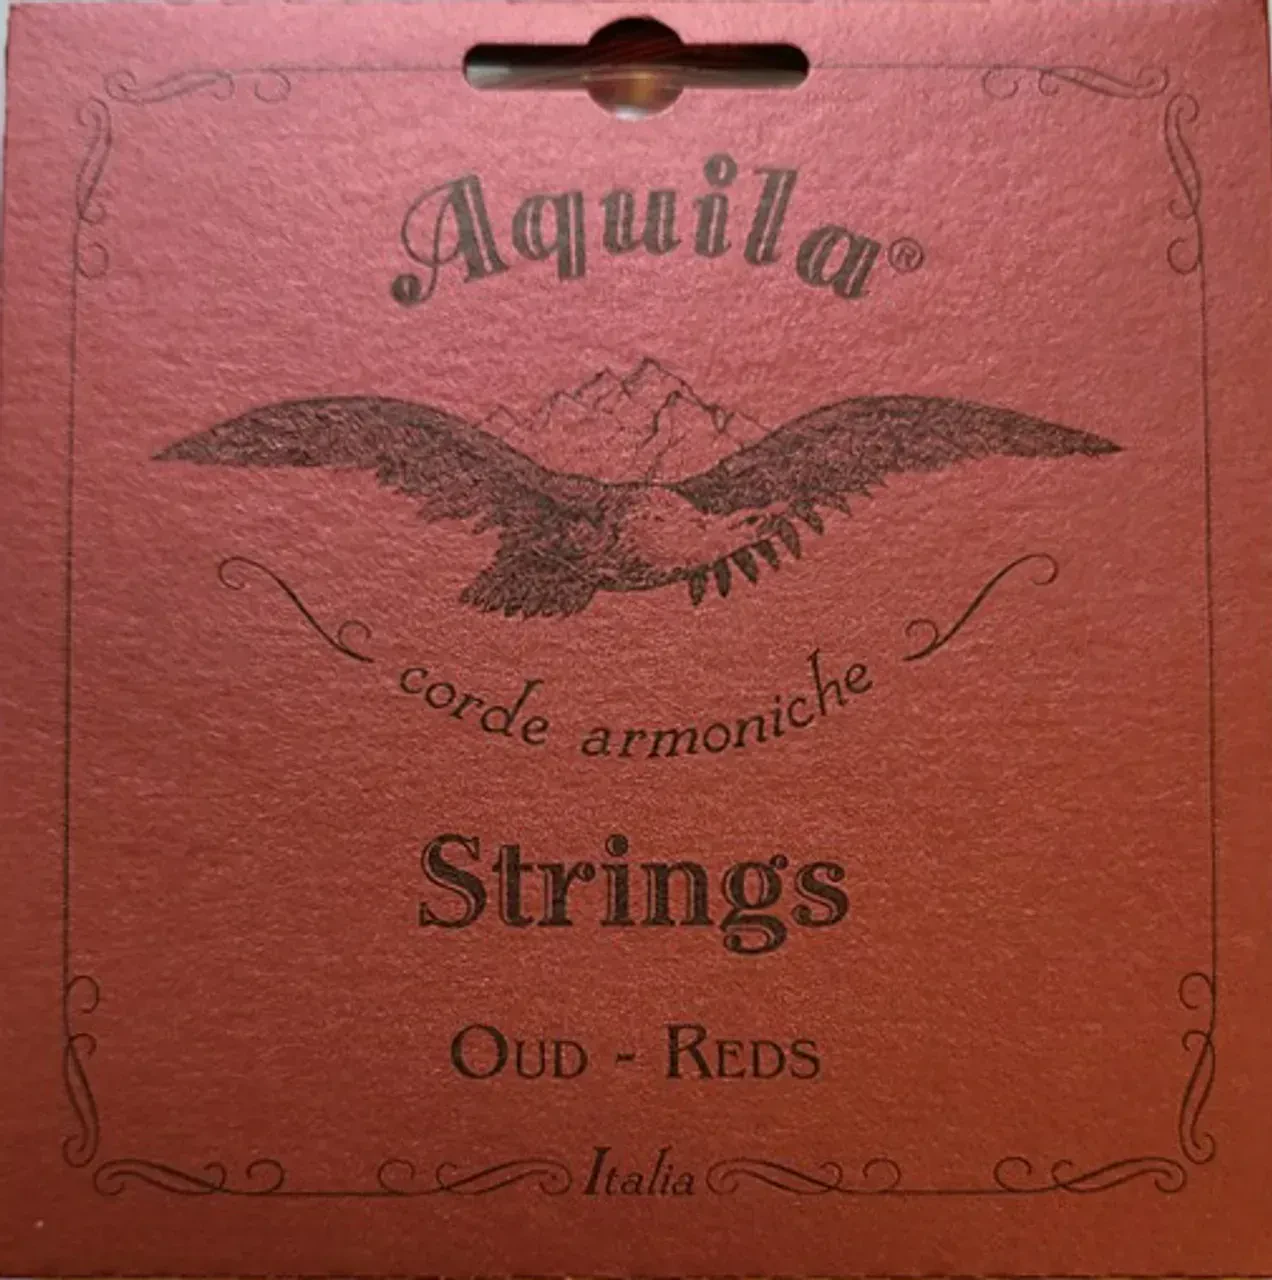 Aquila®
corde armoniche
Strings
OUD - REDS
Italia